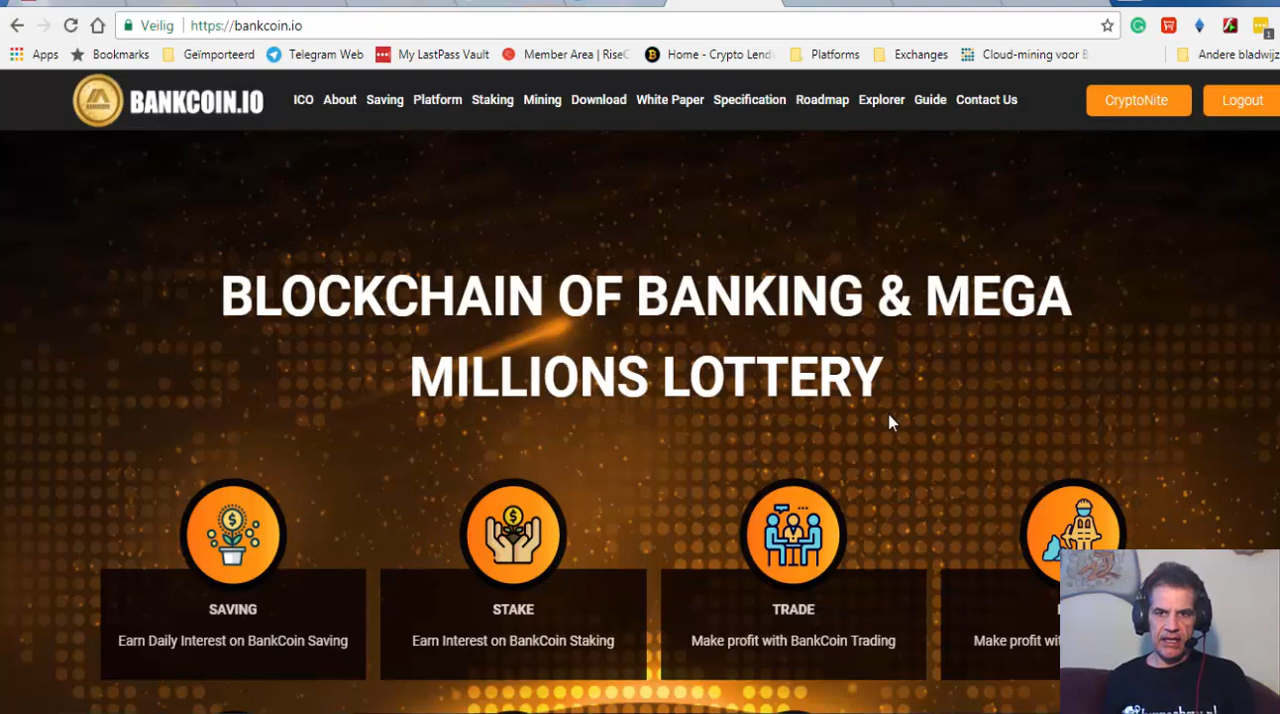 Veilig https://bankcoin.io
Apps Bookmarks Geïmporteerd Telegram Web My LastPass Vault Member Area | RiseC Home - Crypto Lend Platforms Exchanges Cloud-mining voor B Andere bladwijz
BANKCOIN.IO ICO About Saving Platform Staking Mining Download White Paper Specification Roadmap Explorer Guide Contact Us CryptoNite Logout
BLOCKCHAIN OF BANKING & MEGA
MILLIONS LOTTERY
SAVING STAKE TRADE
Earn Daily Interest on BankCoin Saving Earn Interest on BankCoin Staking Make profit with BankCoin Trading Make profit wit